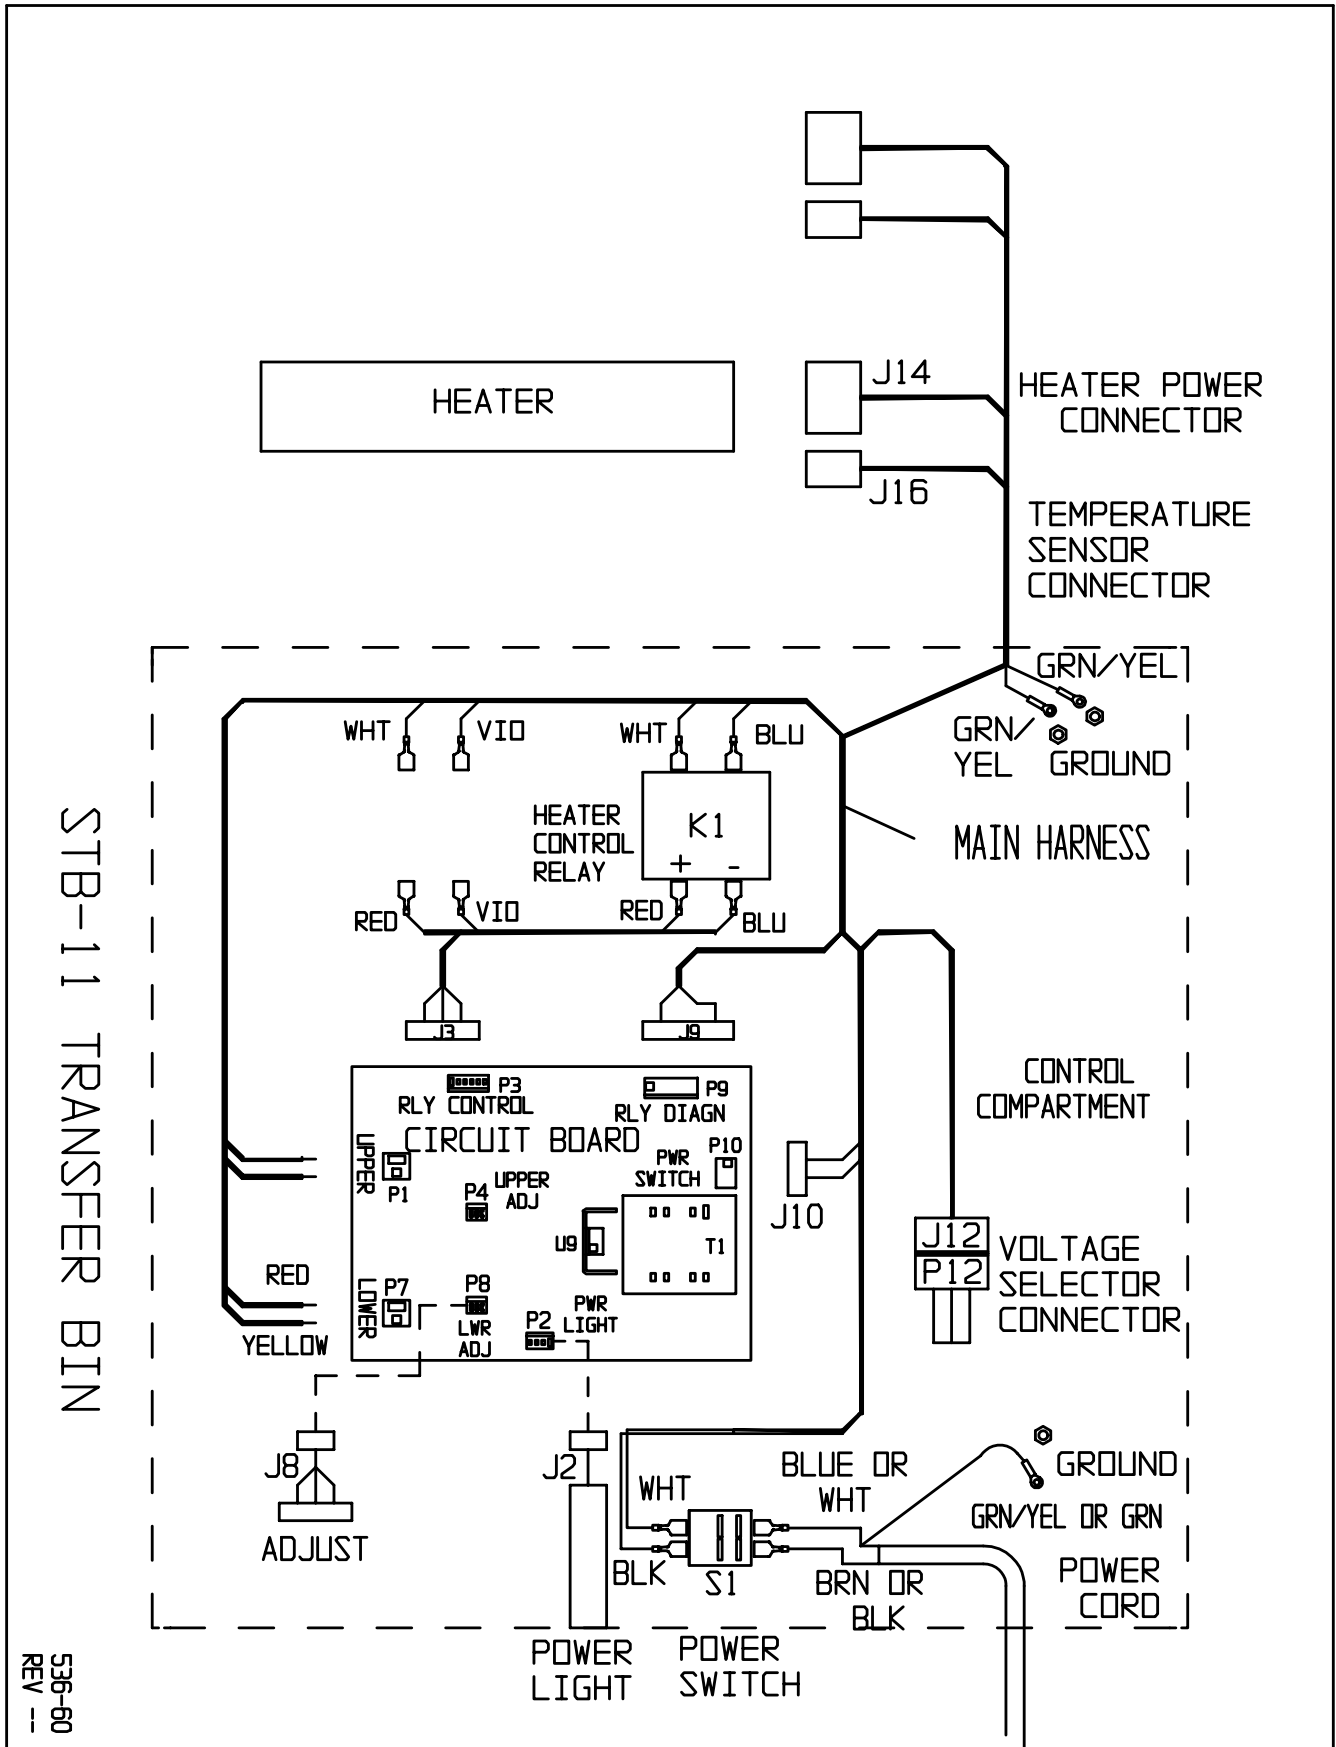 J14
HEATER POWER
CONNECTOR
HEATER
J16
TEMPERATURE
SENSOR
CONNECTOR
GRN/YEL
GRN/
YEL
GROUND
WHT
VIO
WHT
BLU
HEATER
CONTROL
RELAY
K1
+ -
MAIN HARNESS
RED
VIO
RED
BLU
J3
J9
STB-11 TRANSFER BIN
CONTROL
COMPARTMENT
P3
RLY CONTROL
P9
RLY DIAGN
CIRCUIT BOARD
UPPER
P1
P4
UPPER
ADJ
PWR
SWITCH
P10
U9
T1
J10
J12
P12
VOLTAGE
SELECTOR
CONNECTOR
RED
YELLOW
LOWER
P7
P8
LWR
ADJ
P2
PWR
LIGHT
J8
ADJUST
J2
WHT
BLK
S1
BLUE OR
WHT
BRN OR
BLK
GROUND
GRN/YEL OR GRN
POWER
CORD
POWER
LIGHT
POWER
SWITCH
536-60
REV --